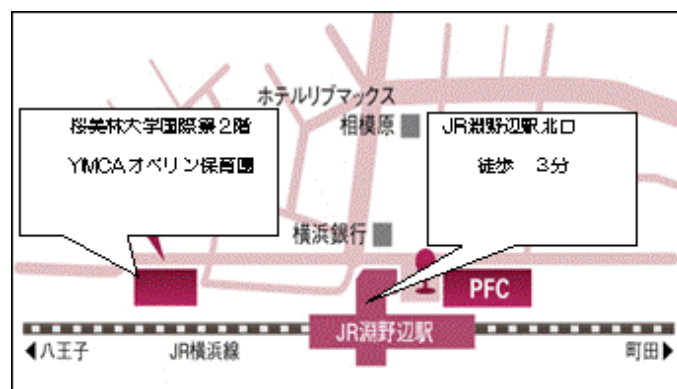 ホテルリブマックス
相模原
桜美林大学国際寮2階
YMCAオベリン保育園
JR淵野辺駅北口
徒歩 3分
横浜銀行
PFC
JR淵野辺駅
◀八王子
JR横浜線
町田▶